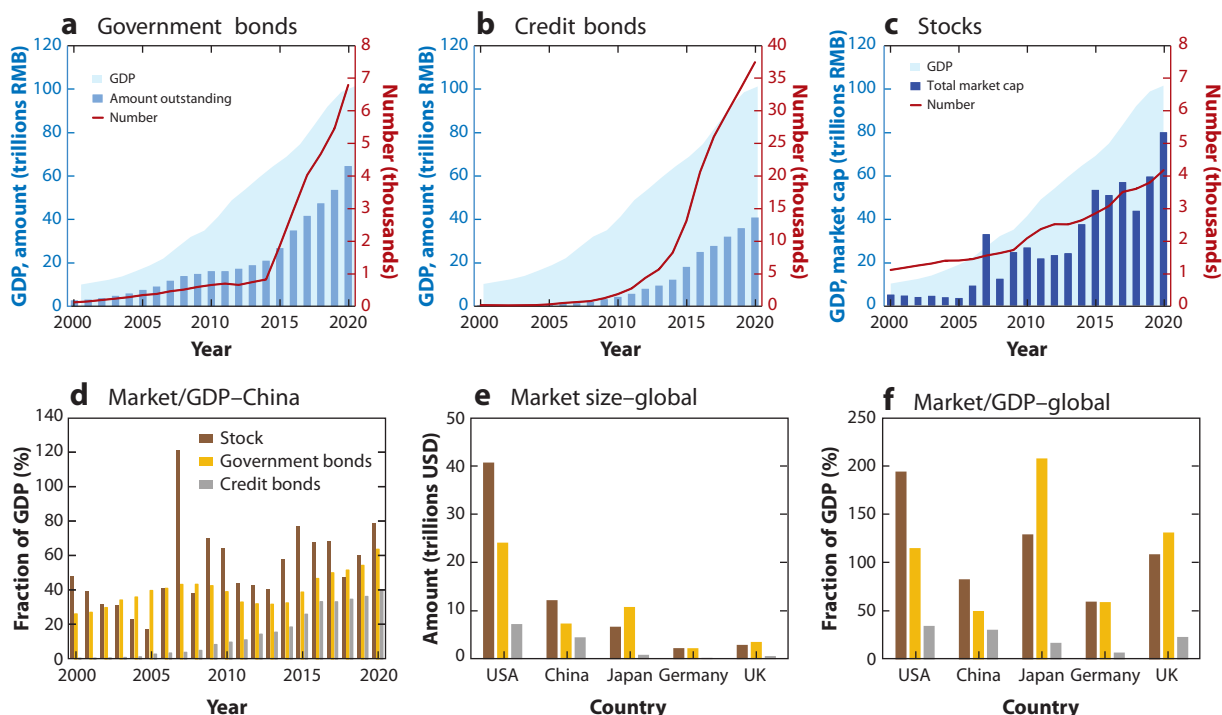 a Government bonds
GDP, amount (trillions RMB)
120
100
80
60
40
20
0
GDP
Amount outstanding
Number
8
7
6
5
4
3
2
1
0
Number (thousands)
2000 2005 2010 2015 2020
Year
b Credit bonds
GDP, amount (trillions RMB)
120
100
80
60
40
20
0
40
35
30
25
20
15
10
5
0
Number (thousands)
2000 2005 2010 2015 2020
Year
c Stocks
GDP, market cap (trillions RMB)
120
100
80
60
40
20
0
GDP
Total market cap
Number
8
7
6
5
4
3
2
1
0
Number (thousands)
2000 2005 2010 2015 2020
Year
d Market/GDP–China
Fraction of GDP (%)
140
120
100
80
60
40
20
0
Stock
Government bonds
Credit bonds
2000 2005 2010 2015 2020
Year
e Market size–global
Amount (trillions USD)
50
40
30
20
10
0
USA China Japan Germany UK
Country
f Market/GDP–global
Fraction of GDP (%)
250
200
150
100
50
0
USA China Japan Germany UK
Country